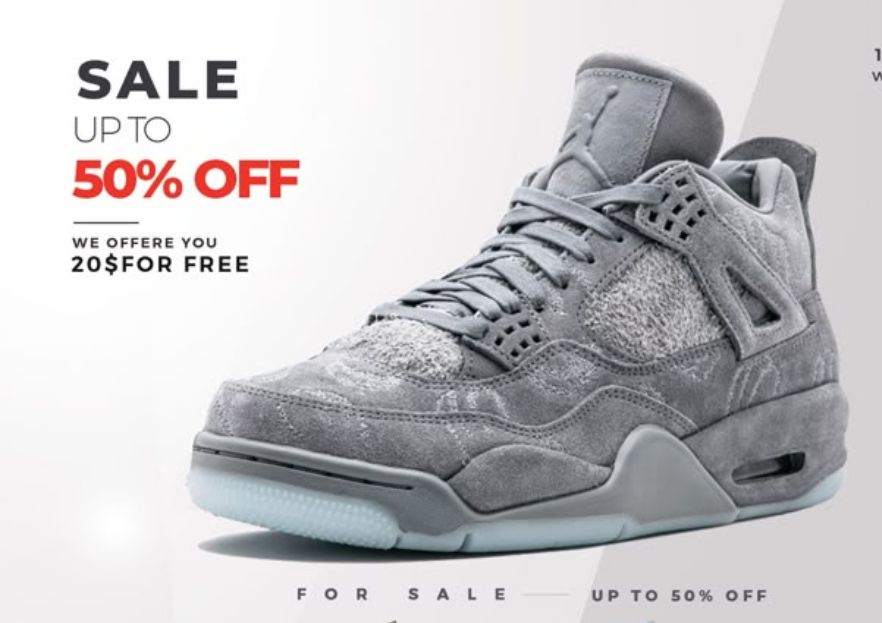 SALE
UP TO
50% OFF
WE OFFERE YOU
20$FOR FREE
FOR SALE
UP TO 50% OFF